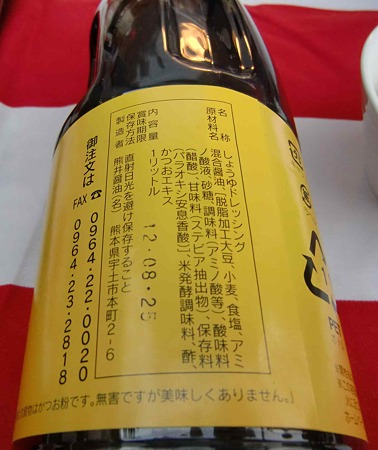 名　称　しょうゆドレッシング
原材料名　混合醤油、脱脂加工大豆、小麦、食塩、アミ
ノ酸液、砂糖、調味料(アミノ酸等)、酸味料
(醋酸)、甘味料(ステビア抽出物)、保存料
(パラオキシ安息香酸)、米発酵調味料、酢、
かつおエキス
内容量　1リットル
賞味期限　12.08.25
保存方法　直射日光を避け保存すること
製造者　熊井醤油(名)　熊本県宇土市本町2-6
御注文は ☎ 0964-22-0020
FAX 0964-23-2818
物はかつお粉です。無害ですが美味しくありません。